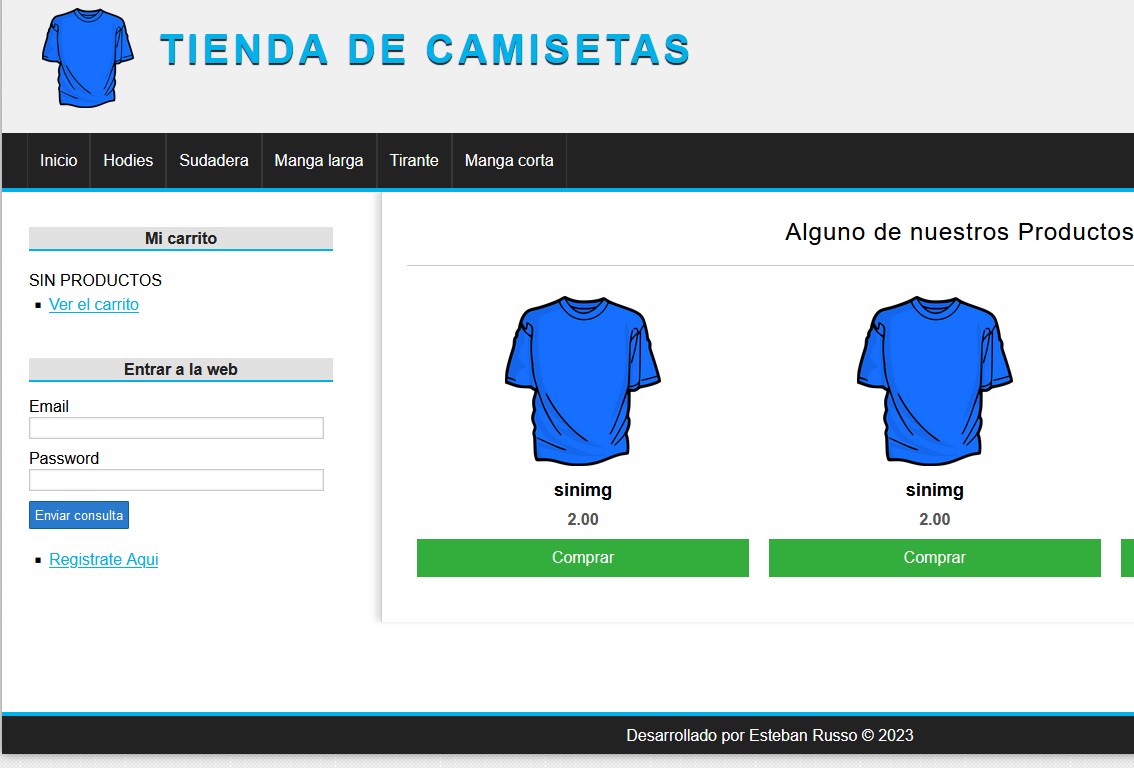 TIENDA DE CAMISETAS
Inicio Hodies Sudadera Manga larga Tirante Manga corta
Mi carrito
SIN PRODUCTOS
Ver el carrito
Entrar a la web
Email
Password
Enviar consulta
Registrate Aqui
Alguno de nuestros Productos
sinimg
2.00
Comprar
sinimg
2.00
Comprar
Desarrollado por Esteban Russo © 2023